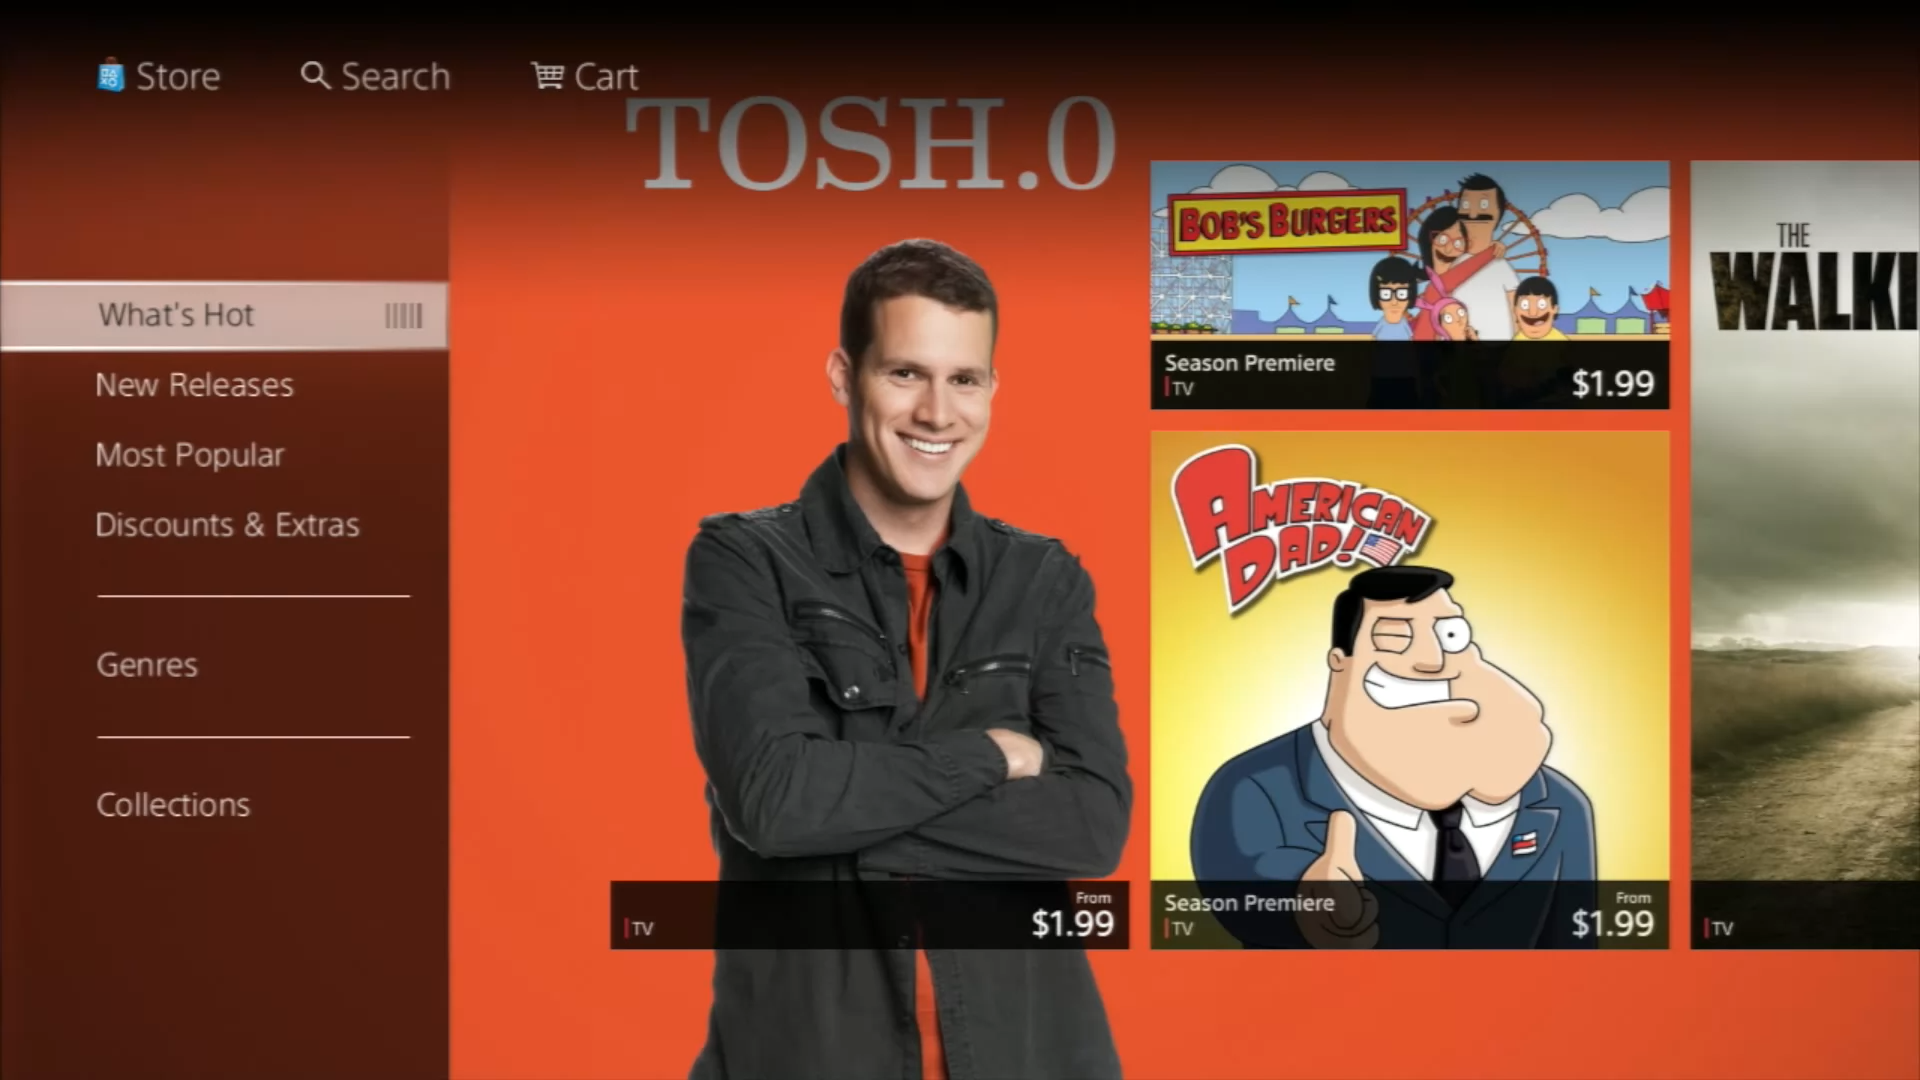 Store
Search
Cart
TOSH.0
What's Hot
New Releases
Most Popular
Discounts & Extras
Genres
Collections
TV
From
$1.99
BOB'S BURGERS
Season Premiere
TV
$1.99
AMERICAN
DAD!
Season Premiere
TV
From
$1.99
THE
WALKI
TV